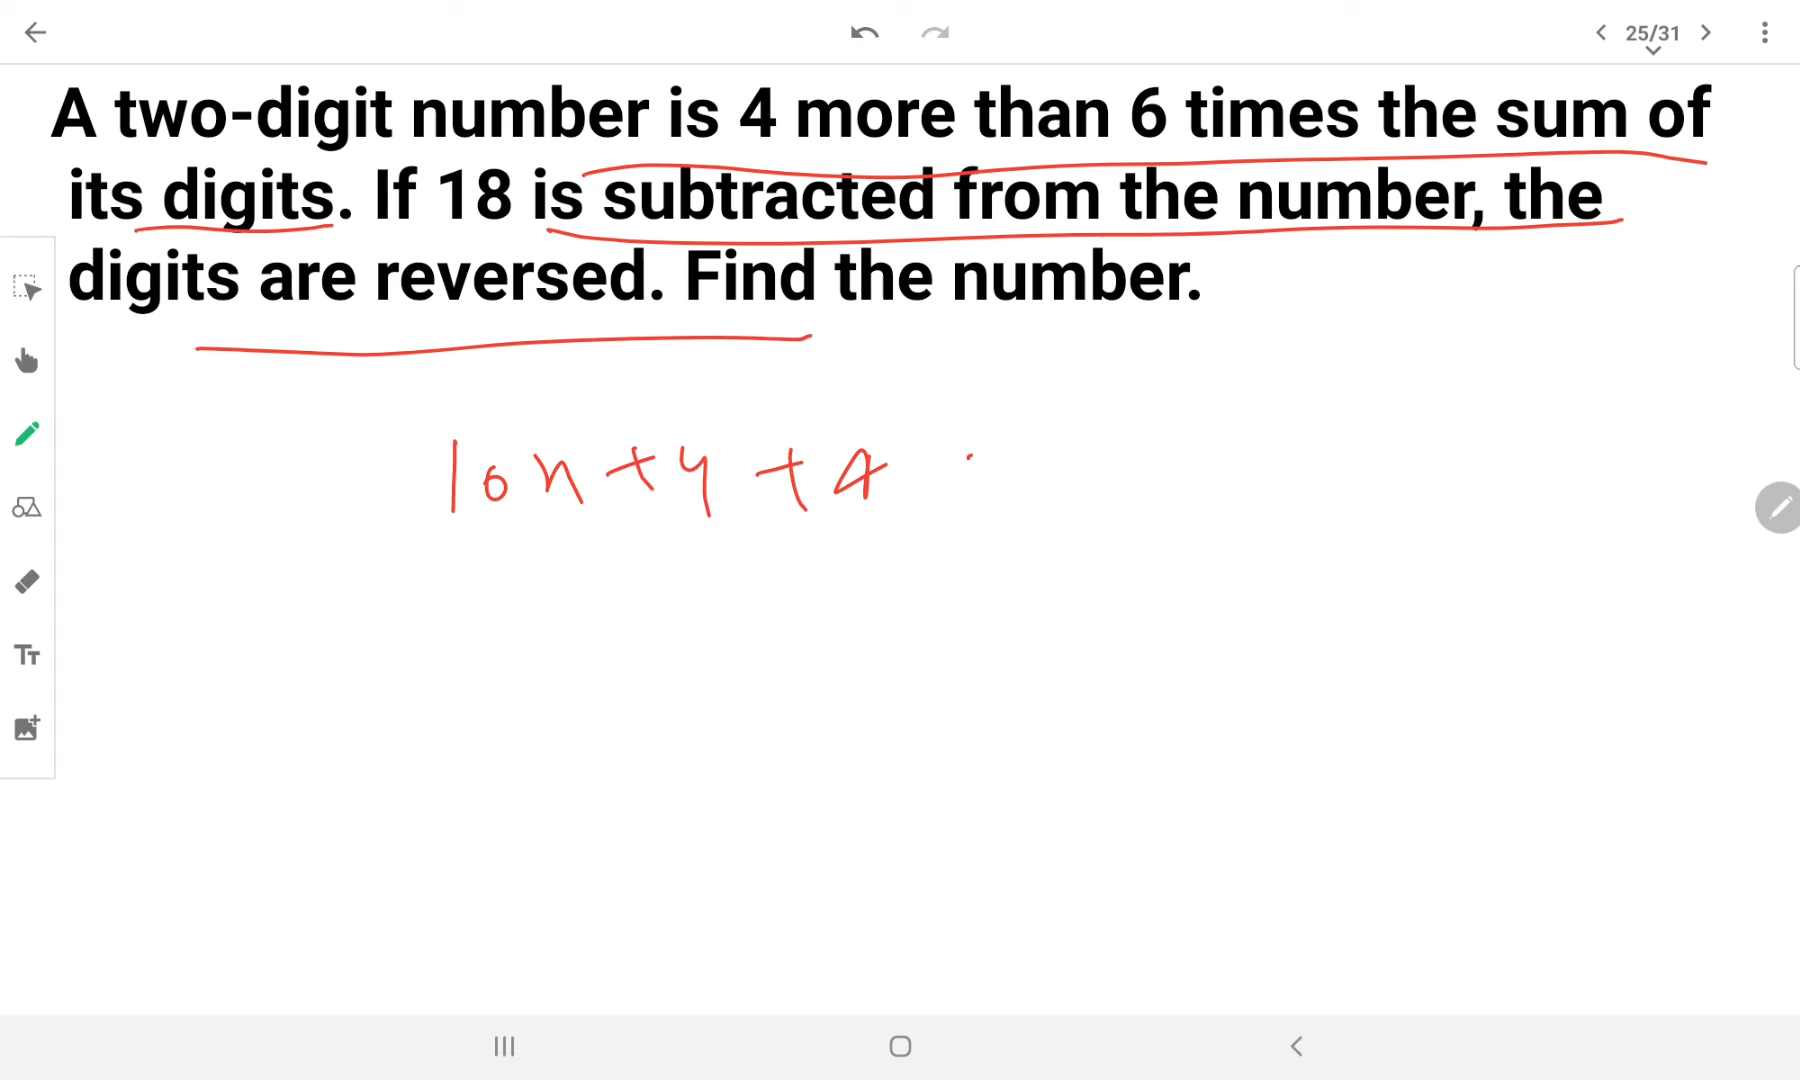 25/31
A two-digit number is 4 more than 6 times the sum of
its digits. If 18 is subtracted from the number, the
digits are reversed. Find the number.
10x+y+4
TT